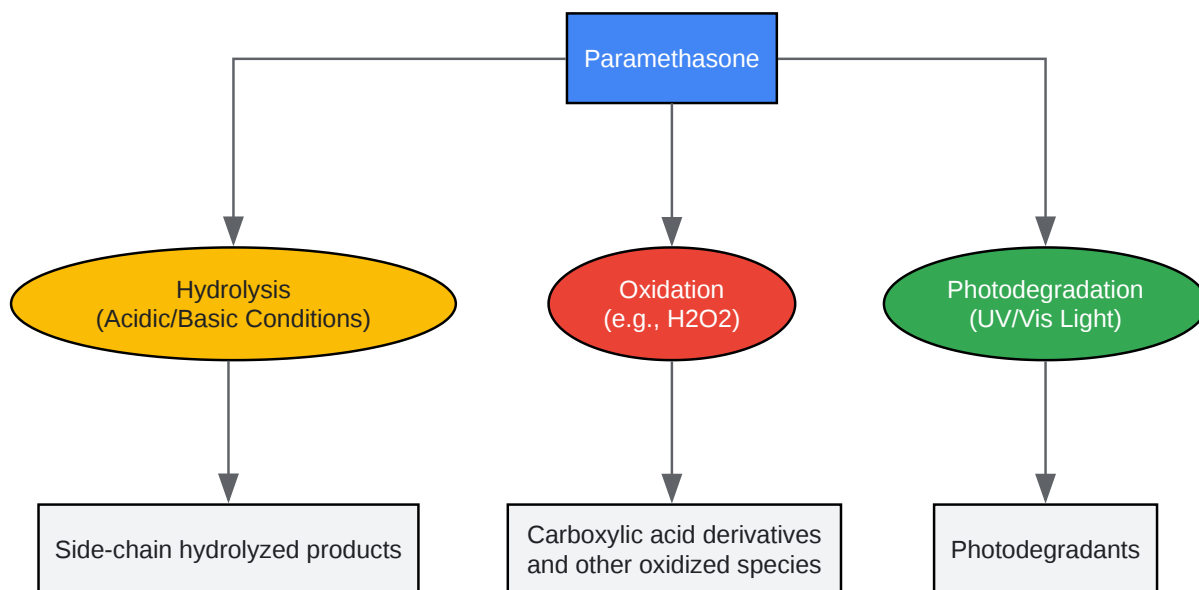 Paramethasone
Hydrolysis
(Acidic/Basic Conditions)
Oxidation
(e.g., H2O2)
Photodegradation
(UV/Vis Light)
Side-chain hydrolyzed products
Carboxylic acid derivatives
and other oxidized species
Photodegradants